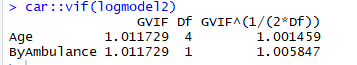 > car::vif(logmodel2)
GVIF Df GVIF^(1/(2*Df))
Age 1.011729 4 1.001459
ByAmbulance 1.011729 1 1.005847
>